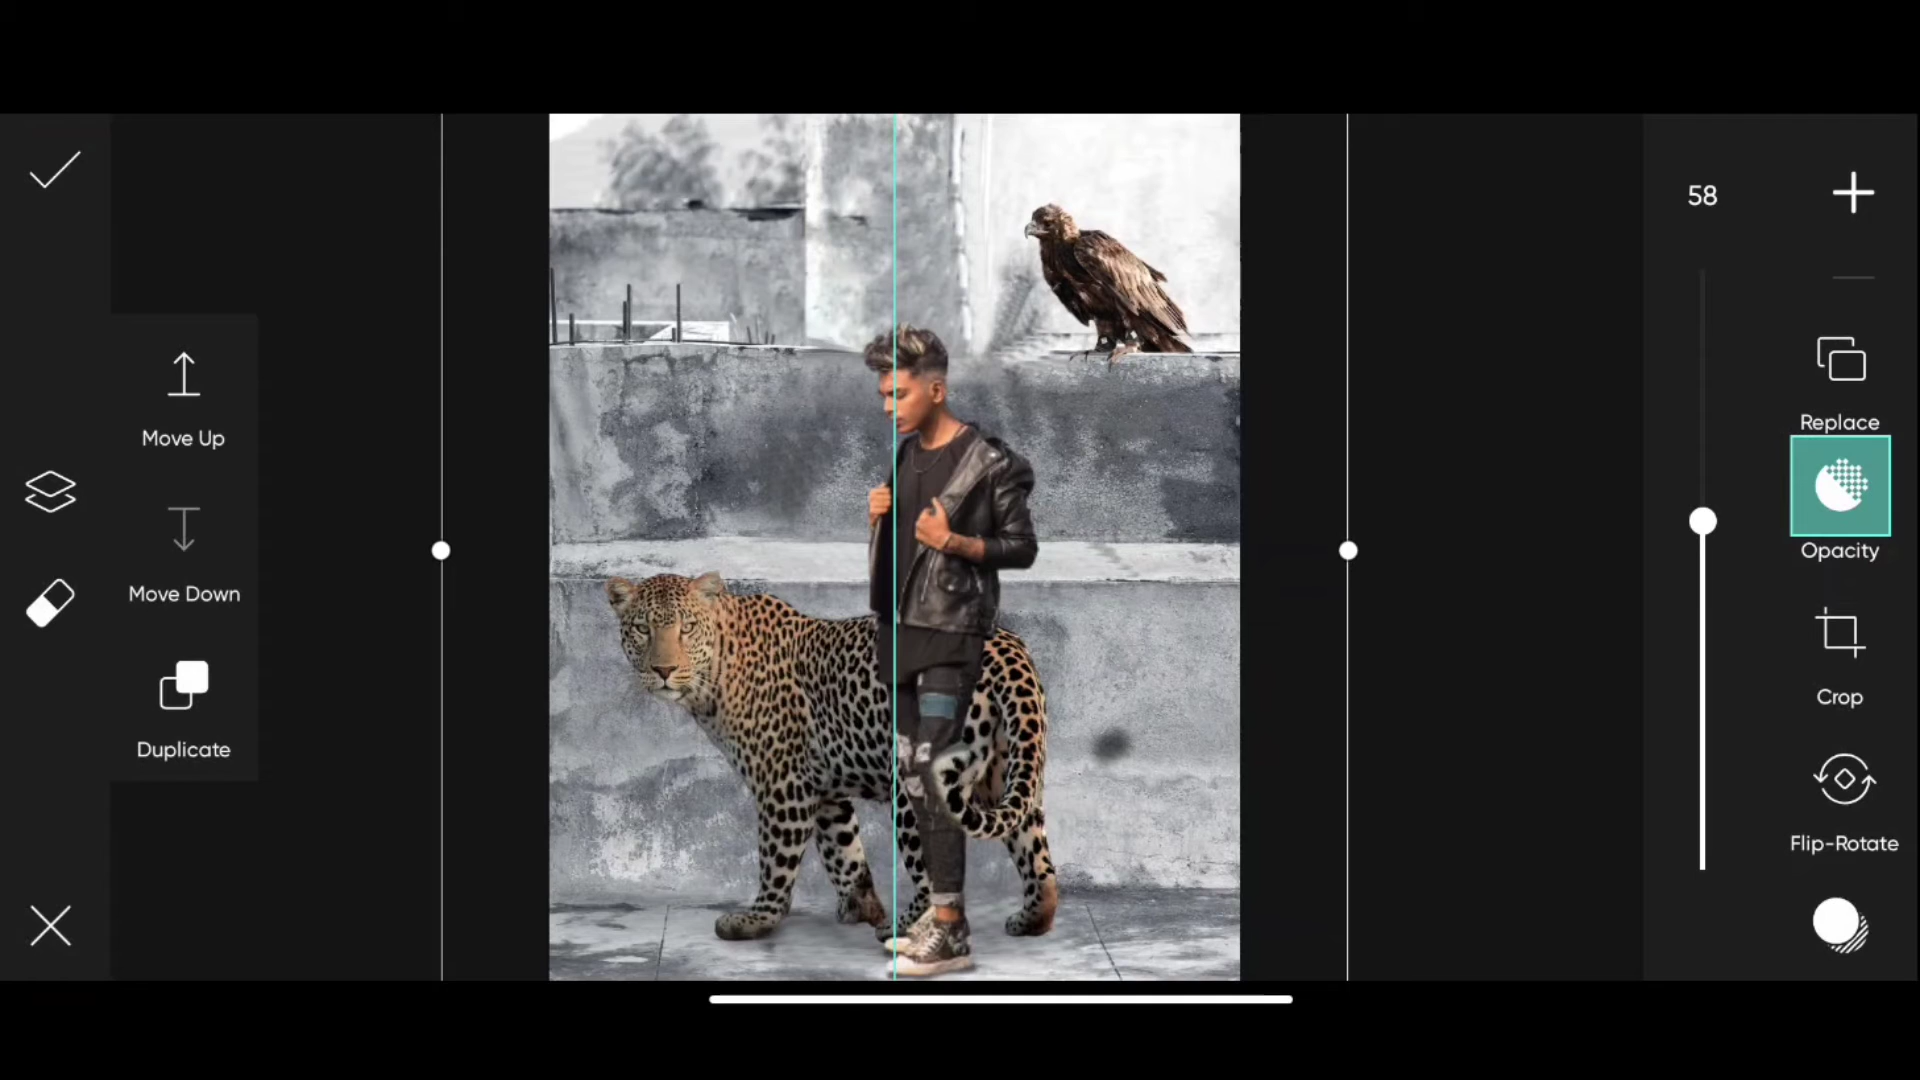 58
Move Up
Replace
Opacity
Move Down
Crop
Duplicate
Flip-Rotate